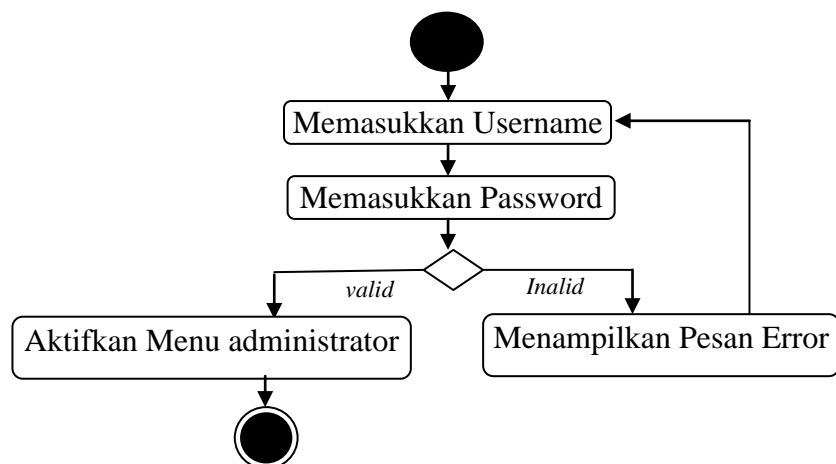 Memasukkan Username
Memasukkan Password
valid
Inalid
Aktifkan Menu administrator
Menampilkan Pesan Error